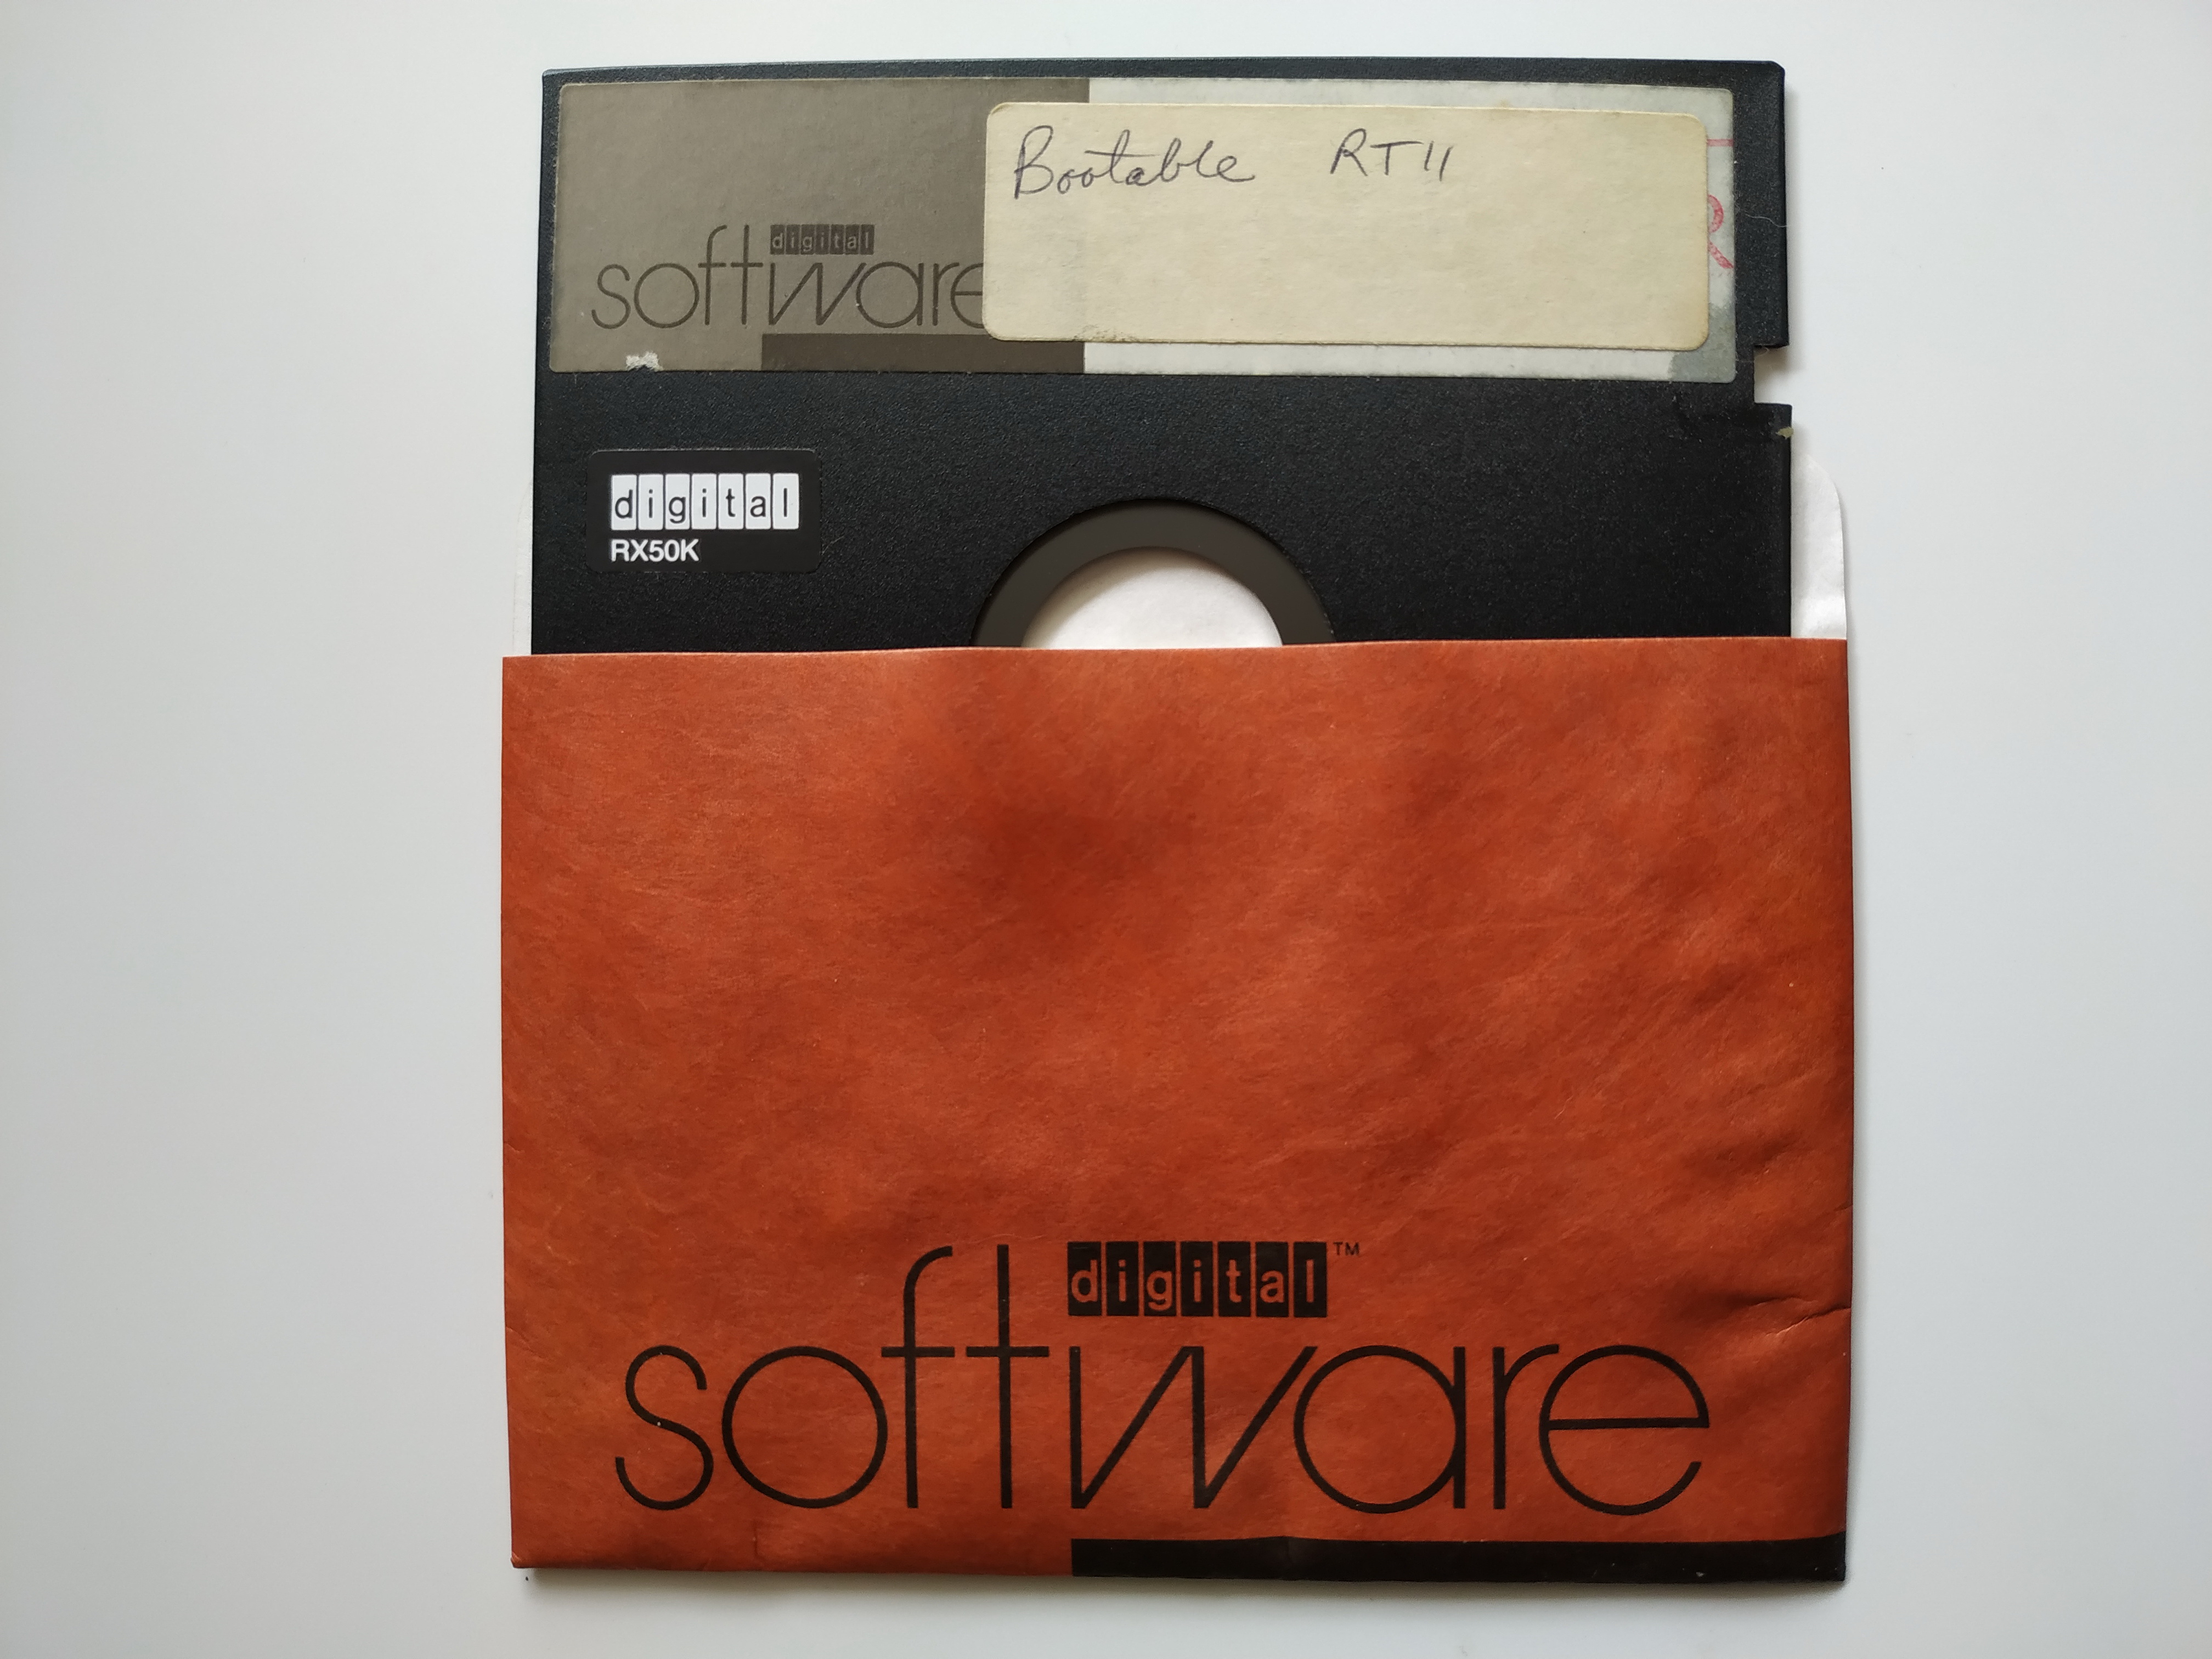 Bootable RT11
digital
software
digital
RX50K
digital™
software